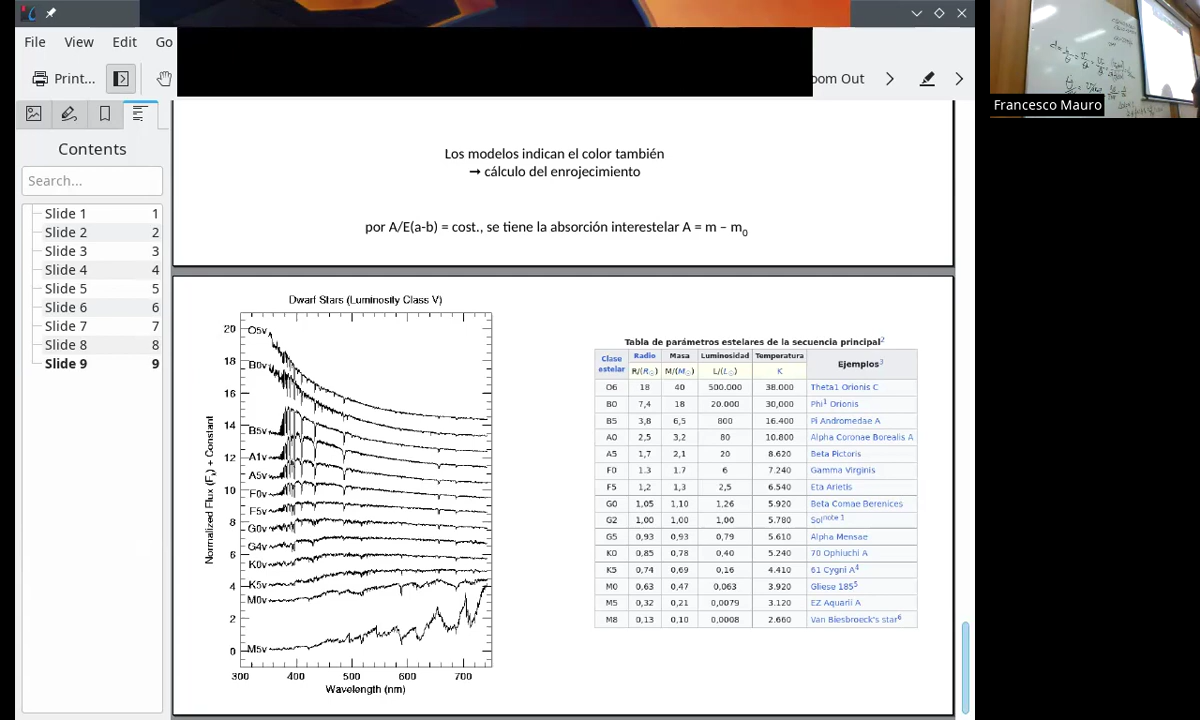 File View Edit Go
Print...
oom Out
Contents
Search...
Slide 1 1
Slide 2 2
Slide 3 3
Slide 4 4
Slide 5 5
Slide 6 6
Slide 7 7
Slide 8 8
Slide 9 9
Los modelos indican el color también
→ cálculo del enrojecimiento
por A/E(a-b) = cost., se tiene la absorción interestelar A = m – m0
Dwarf Stars (Luminosity Class V)
Normalized Flux (Fλ) + Constant
20
18
16
14
12
10
8
6
4
2
0
O5v
B0v
B5v
A1v
A5v
F0v
F5v
G0v
G4v
K0v
K5v
M0v
M5v
300 400 500 600 700
Wavelength (nm)
Tabla de parámetros estelares de la secuencia principal2
Clase estelar Radio Masa Luminosidad Temperatura Ejemplos3
R/(R☉) M/(M☉) L/(L☉) K
O6 18 40 500.000 38.000 Theta1 Orionis C
B0 7,4 18 20.000 30,000 Phi1 Orionis
B5 3,8 6,5 800 16.400 Pi Andromedae A
A0 2,5 3,2 80 10.800 Alpha Coronae Borealis A
A5 1,7 2,1 20 8.620 Beta Pictoris
F0 1.3 1.7 6 7.240 Gamma Virginis
F5 1,2 1,3 2,5 6.540 Eta Arietis
G0 1,05 1,10 1,26 5.920 Beta Comae Berenices
G2 1,00 1,00 1,00 5.780 Solnote 1
G5 0,93 0,93 0,79 5.610 Alpha Mensae
K0 0,85 0,78 0,40 5.240 70 Ophiuchi A
K5 0,74 0,69 0,16 4.410 61 Cygni A4
M0 0,63 0,47 0,063 3.920 Gliese 1855
M5 0,32 0,21 0,0079 3.120 EZ Aquarii A
M8 0,13 0,10 0,0008 2.660 Van Biesbroeck's star6
Francesco Mauro